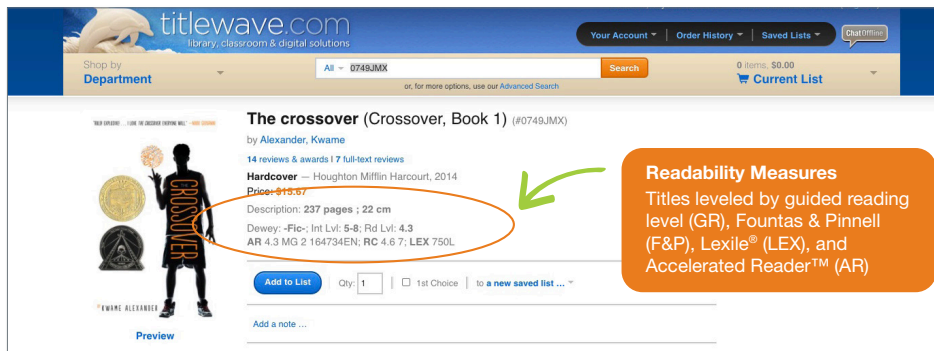 titlewave.com
library, classroom & digital solutions
Your Account
Order History
Saved Lists
Chat Offline
Shop by
Department
All
0749JMX
Search
or, for more options, use our Advanced Search
0 items, $0.00
Current List
The crossover (Crossover, Book 1) (#0749JMX)
by Alexander, Kwame
14 reviews & awards | 7 full-text reviews
Hardcover — Houghton Mifflin Harcourt, 2014
Price: $15.67
Description: 237 pages ; 22 cm
Dewey: -Fic-; Int Lvl: 5-8; Rd Lvl: 4.3
AR 4.3 MG 2 164734EN; RC 4.6 7; LEX 750L
Add to List
Qty: 1
1st Choice
to a new saved list ...
Add a note ...
CROSSOVER
KWAME ALEXANDER
Preview
Readability Measures
Titles leveled by guided reading
level (GR), Fountas & Pinnell
(F&P), Lexile® (LEX), and
Accelerated Reader™ (AR)